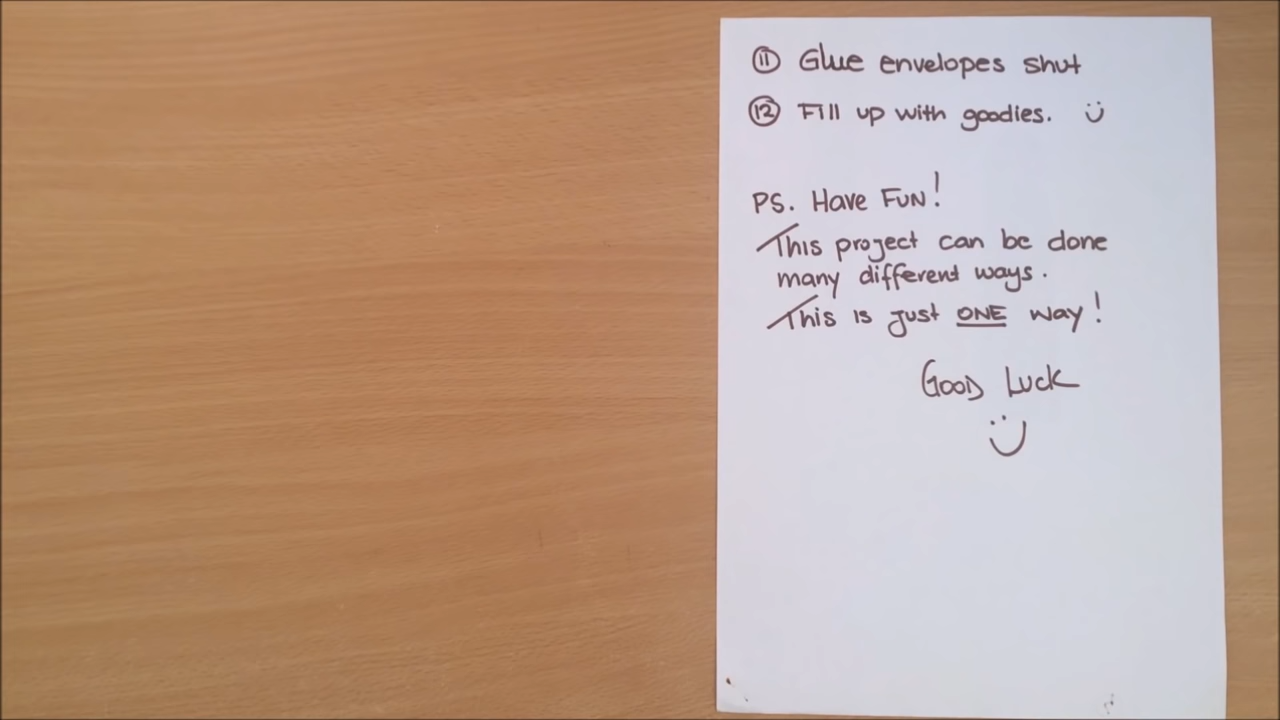 ⑪ Glue envelopes shut
⑫ Fill up with goodies. ☺
PS. Have FUN!
This project can be done
many different ways.
This is just ONE way!
GOOD LUCK
☺